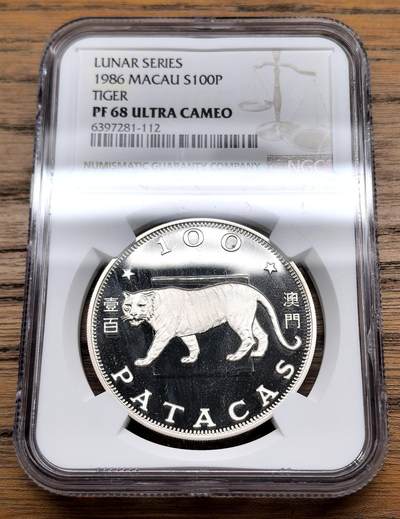 LUNAR SERIES
1986 MACAU S100P
TIGER
PF 68 ULTRA CAMEO
6397281-112
NUMISMATIC GUARANTY COMPANY
NGC
100
壹百
澳門
PATACAS